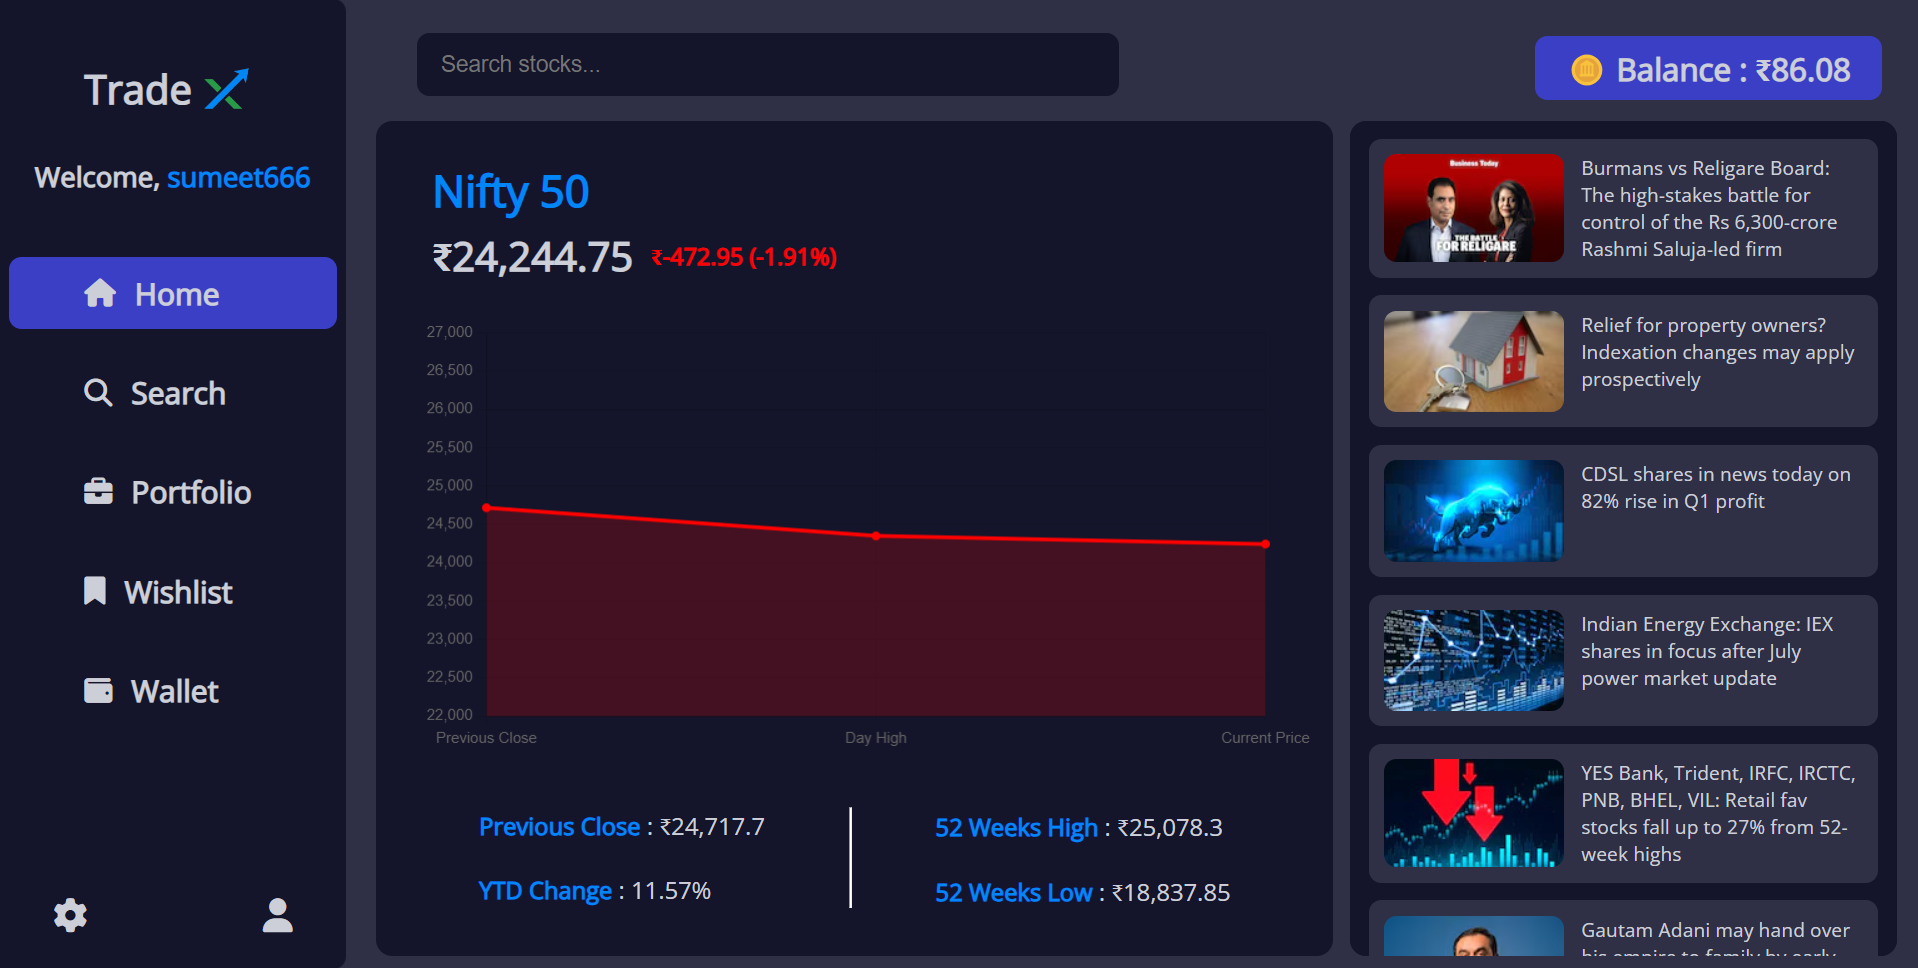 Trade X
Welcome, sumeet666
Home
Search
Portfolio
Wishlist
Wallet
Search stocks...
Balance : ₹86.08
Nifty 50
₹24,244.75 ₹-472.95 (-1.91%)
27,000
26,500
26,000
25,500
25,000
24,500
24,000
23,500
23,000
22,500
22,000
Previous Close Day High Current Price
Previous Close : ₹24,717.7
YTD Change : 11.57%
52 Weeks High : ₹25,078.3
52 Weeks Low : ₹18,837.85
Business Today
THE BATTLE
FOR RELIGARE
Burmans vs Religare Board:
The high-stakes battle for
control of the Rs 6,300-crore
Rashmi Saluja-led firm
Relief for property owners?
Indexation changes may apply
prospectively
CDSL shares in news today on
82% rise in Q1 profit
Indian Energy Exchange: IEX
shares in focus after July
power market update
YES Bank, Trident, IRFC, IRCTC,
PNB, BHEL, VIL: Retail fav
stocks fall up to 27% from 52-
week highs
Gautam Adani may hand over
his empire to family by early